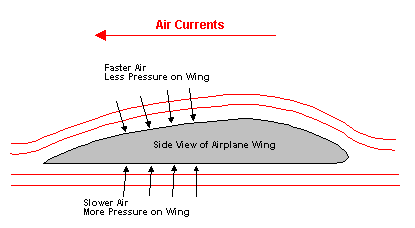 Air Currents
Faster Air
Less Pressure on Wing
Side View of Airplane Wing
Slower Air
More Pressure on Wing